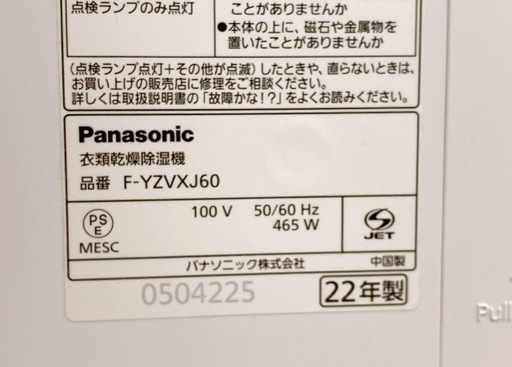 点検ランプのみ点灯
ことがありませんか
●本体の上に、磁石や金属物を
置いたことがありませんか
(点検ランプ点灯+その他が点滅)したときや、直らないときは、
お買い上げの販売店に修理をご相談ください。
詳しくは取扱説明書の「故障かな!?」をよくお読みください。
Panasonic
衣類乾燥除湿機
品番 F-YZVXJ60
PS
E
MESC
100 V 50/60 Hz
465 W
S
JET
パナソニック株式会社
中国製
0504225
22年製
Pull